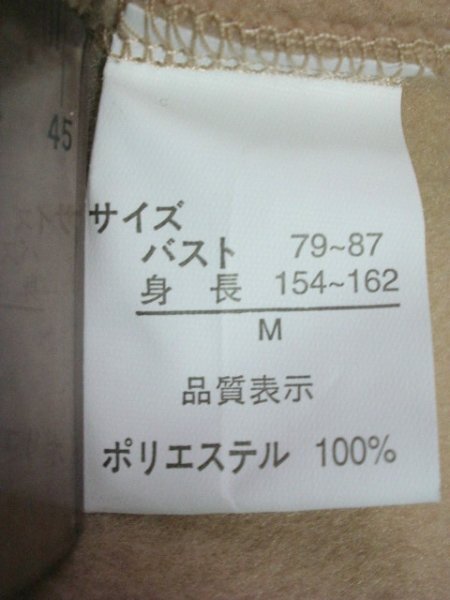 45
サイズ
バスト 79~87
身 長 154~162
M
品質表示
ポリエステル 100%